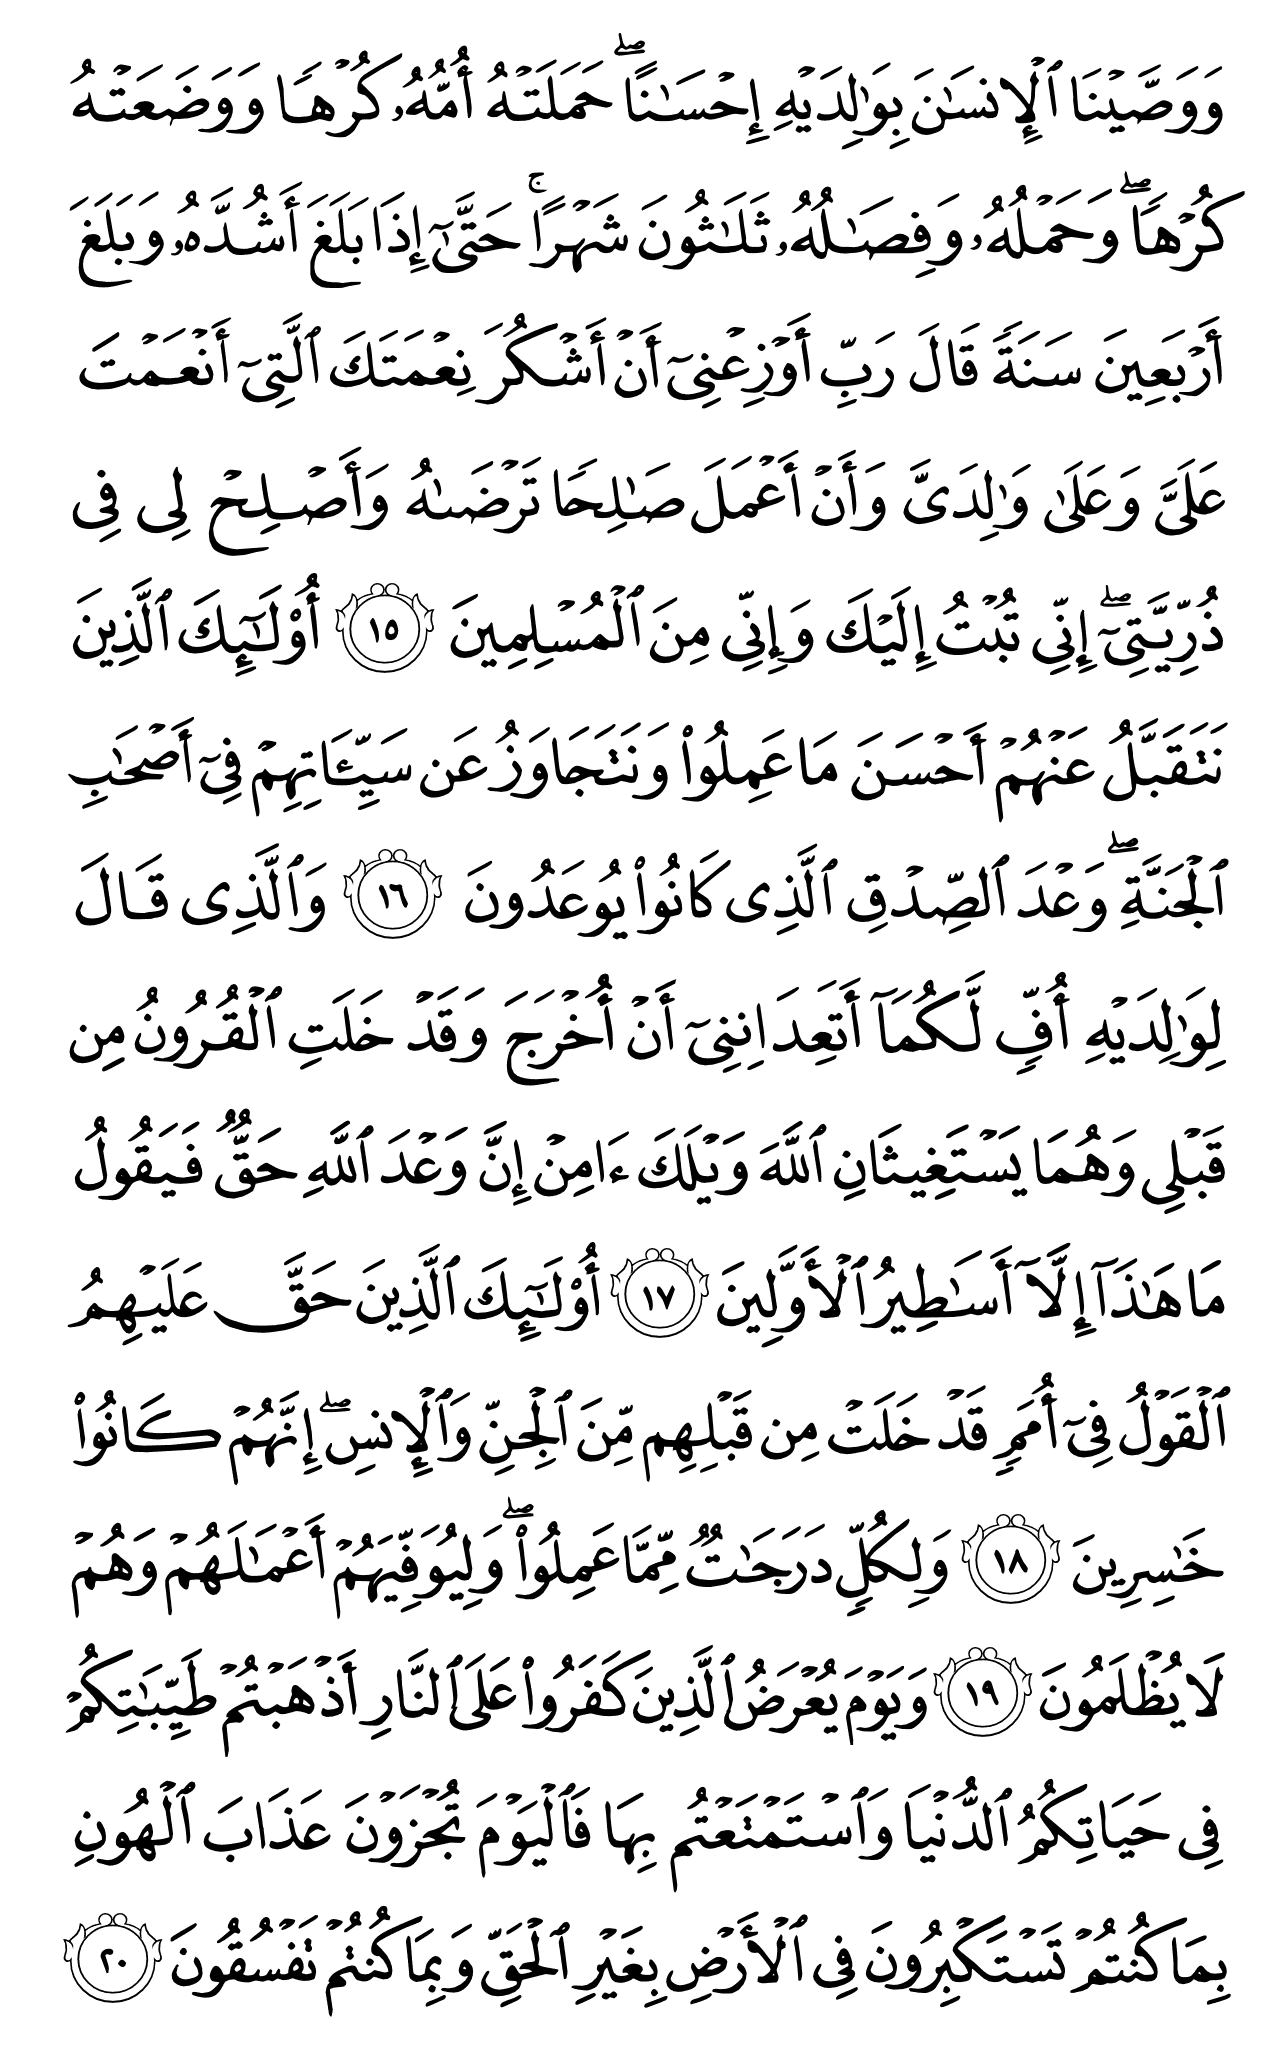 وَوَصَّيْنَا ٱلْإِنسَٰنَ بِوَٰلِدَيْهِ إِحْسَٰنًا ۖ حَمَلَتْهُ أُمُّهُۥ كُرْهًا وَوَضَعَتْهُ
كُرْهًا ۖ وَحَمْلُهُۥ وَفِصَٰلُهُۥ ثَلَٰثُونَ شَهْرًا ۚ حَتَّىٰٓ إِذَا بَلَغَ أَشُدَّهُۥ وَبَلَغَ
أَرْبَعِينَ سَنَةً قَالَ رَبِّ أَوْزِعْنِىٓ أَنْ أَشْكُرَ نِعْمَتَكَ ٱلَّتِىٓ أَنْعَمْتَ
عَلَىَّ وَعَلَىٰ وَٰلِدَىَّ وَأَنْ أَعْمَلَ صَٰلِحًا تَرْضَىٰهُ وَأَصْلِحْ لِى فِى
ذُرِّيَّتِىٓ ۖ إِنِّى تُبْتُ إِلَيْكَ وَإِنِّى مِنَ ٱلْمُسْلِمِينَ ١٥ أُو۟لَٰٓئِكَ ٱلَّذِينَ
نَتَقَبَّلُ عَنْهُمْ أَحْسَنَ مَا عَمِلُوا۟ وَنَتَجَاوَزُ عَن سَيِّـَٔاتِهِمْ فِىٓ أَصْحَٰبِ
ٱلْجَنَّةِ ۖ وَعْدَ ٱلصِّدْقِ ٱلَّذِى كَانُوا۟ يُوعَدُونَ ١٦ وَٱلَّذِى قَالَ
لِوَٰلِدَيْهِ أُفٍّ لَّكُمَآ أَتَعِدَانِنِىٓ أَنْ أُخْرَجَ وَقَدْ خَلَتِ ٱلْقُرُونُ مِن
قَبْلِى وَهُمَا يَسْتَغِيثَانِ ٱللَّهَ وَيْلَكَ ءَامِنْ إِنَّ وَعْدَ ٱللَّهِ حَقٌّ فَيَقُولُ
مَا هَٰذَآ إِلَّآ أَسَٰطِيرُ ٱلْأَوَّلِينَ ١٧ أُو۟لَٰٓئِكَ ٱلَّذِينَ حَقَّ عَلَيْهِمُ
ٱلْقَوْلُ فِىٓ أُمَمٍ قَدْ خَلَتْ مِن قَبْلِهِم مِّنَ ٱلْجِنِّ وَٱلْإِنسِ ۖ إِنَّهُمْ كَانُوا۟
خَٰسِرِينَ ١٨ وَلِكُلٍّ دَرَجَٰتٌ مِّمَّا عَمِلُوا۟ ۖ وَلِيُوَفِّيَهُمْ أَعْمَٰلَهُمْ وَهُمْ
لَا يُظْلَمُونَ ١٩ وَيَوْمَ يُعْرَضُ ٱلَّذِينَ كَفَرُوا۟ عَلَى ٱلنَّارِ أَذْهَبْتُمْ طَيِّبَٰتِكُمْ
فِى حَيَاتِكُمُ ٱلدُّنْيَا وَٱسْتَمْتَعْتُم بِهَا فَٱلْيَوْمَ تُجْزَوْنَ عَذَابَ ٱلْهُونِ
بِمَا كُنتُمْ تَسْتَكْبِرُونَ فِى ٱلْأَرْضِ بِغَيْرِ ٱلْحَقِّ وَبِمَا كُنتُمْ تَفْسُقُونَ ٢٠